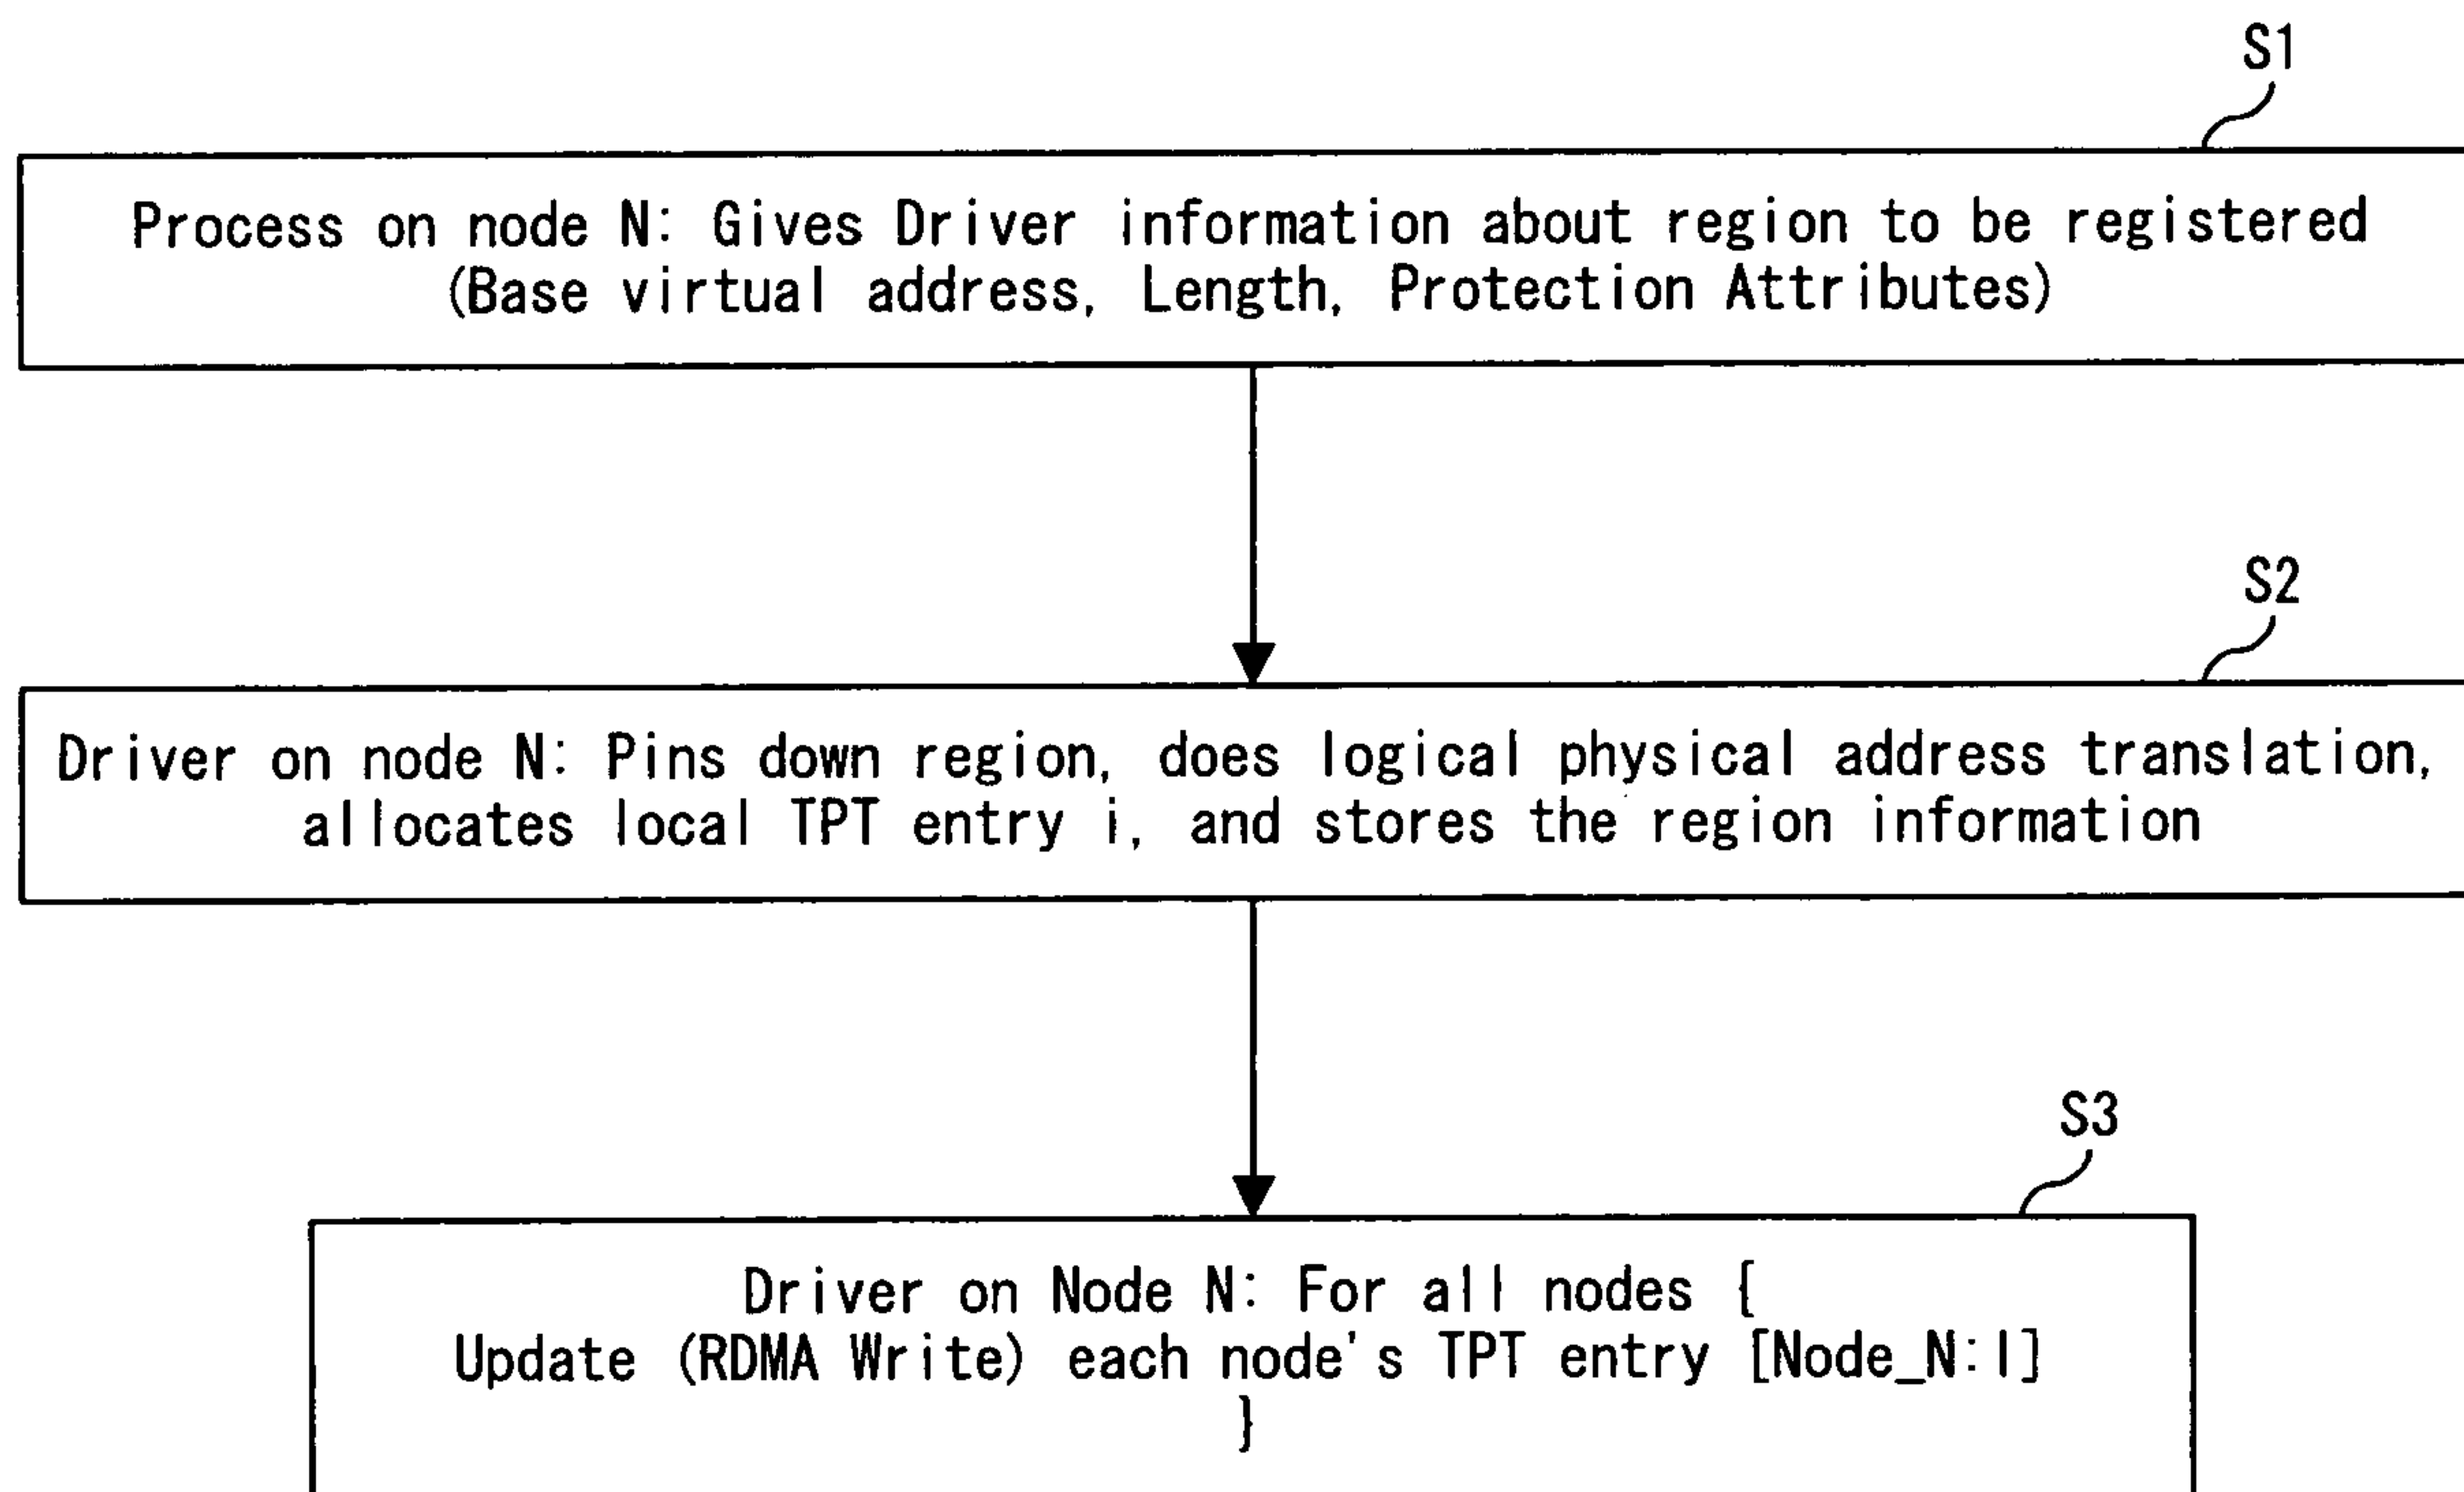 S1
Process on node N: Gives Driver information about region to be registered
(Base virtual address, Length, Protection Attributes)
S2
Driver on node N: Pins down region, does logical physical address translation,
allocates local TPT entry i, and stores the region information
S3
Driver on Node N: For all nodes {
Update (RDMA Write) each node's TPT entry [Node_N:I]
}